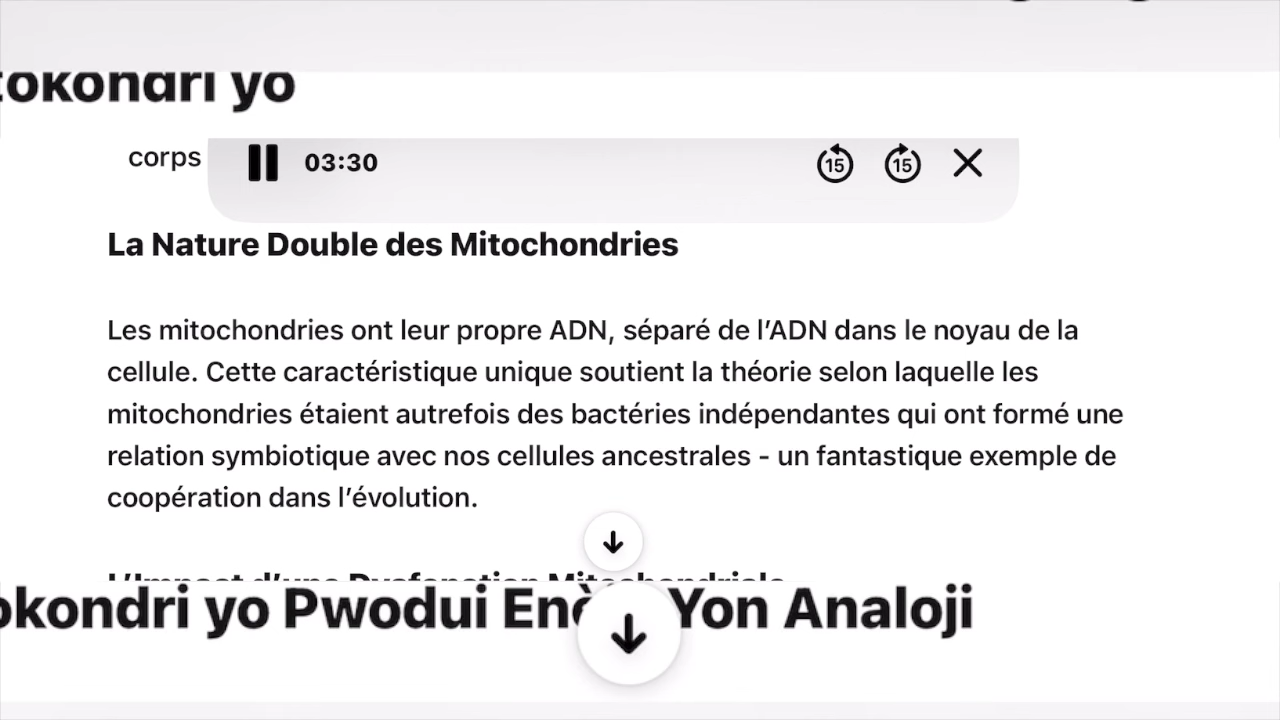 yo
corps
03:30
15
15
La Nature Double des Mitochondries
Les mitochondries ont leur propre ADN, séparé de l'ADN dans le noyau de la
cellule. Cette caractéristique unique soutient la théorie selon laquelle les
mitochondries étaient autrefois des bactéries indépendantes qui ont formé une
relation symbiotique avec nos cellules ancestrales - un fantastique exemple de
coopération dans l'évolution.
yo Pwodui Yon Analoji